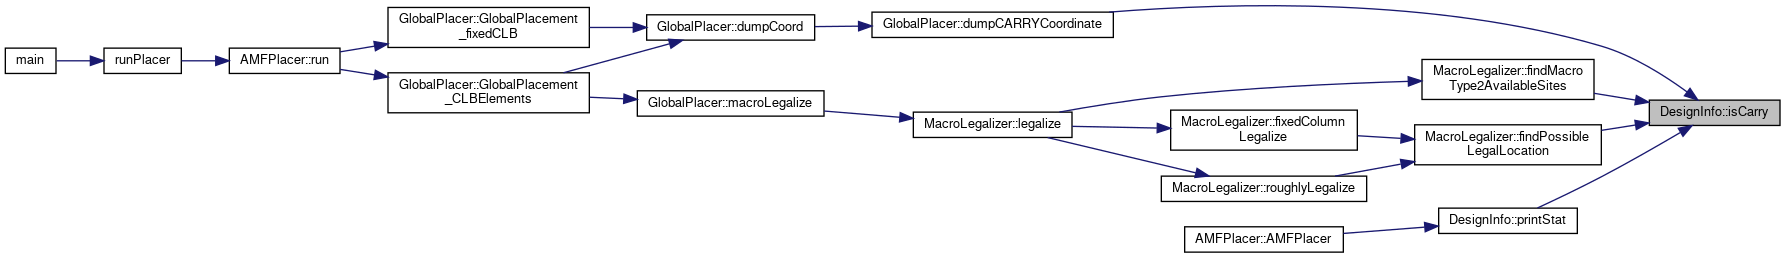 main
runPlacer
AMFPlacer::run
GlobalPlacer::GlobalPlacement
_fixedCLB
GlobalPlacer::GlobalPlacement
_CLBElements
GlobalPlacer::dumpCoord
GlobalPlacer::macroLegalize
GlobalPlacer::dumpCARRYCoordinate
MacroLegalizer::legalize
MacroLegalizer::fixedColumn
Legalize
MacroLegalizer::roughlyLegalize
AMFPlacer::AMFPlacer
MacroLegalizer::findMacro
Type2AvailableSites
MacroLegalizer::findPossible
LegalLocation
DesignInfo::printStat
DesignInfo::isCarry